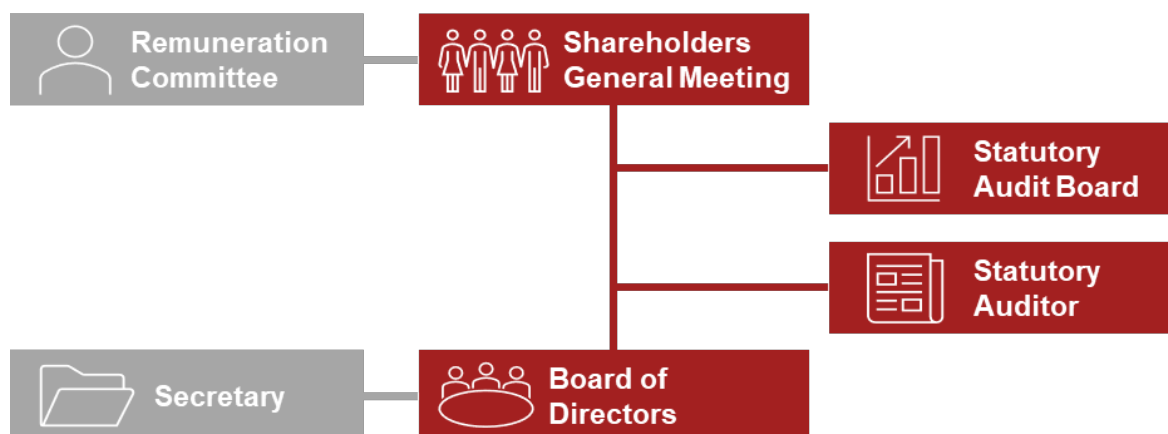 Remuneration
Committee
Shareholders
General Meeting
Statutory
Audit Board
Statutory
Auditor
Secretary
Board of
Directors